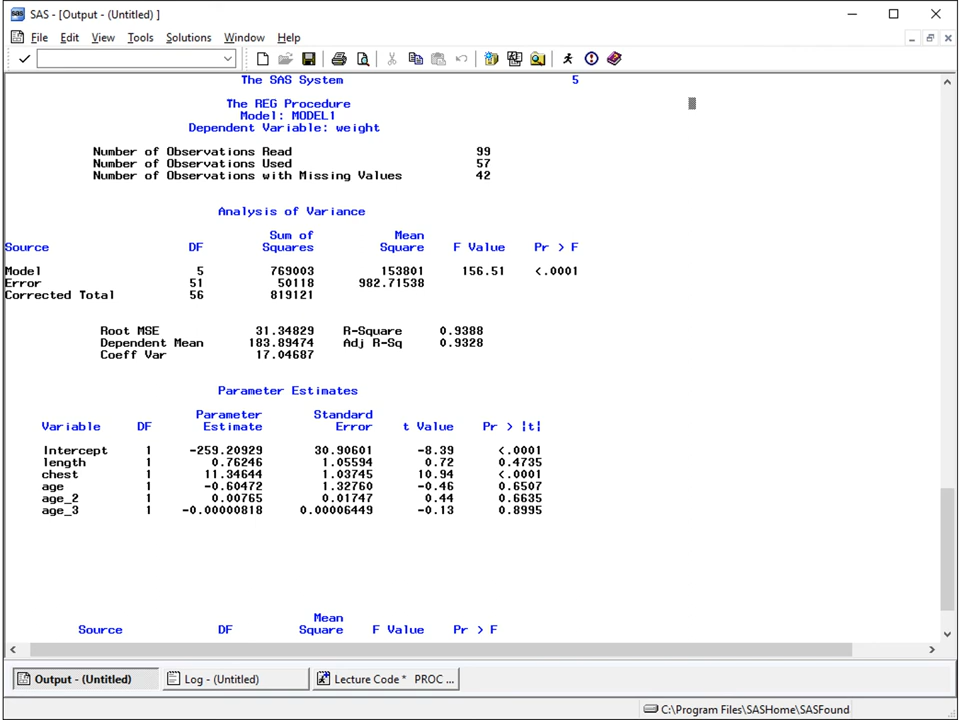 SAS - [Output - (Untitled) ]
File Edit View Tools Solutions Window Help
The SAS System 5
The REG Procedure
Model: MODEL1
Dependent Variable: weight
Number of Observations Read 99
Number of Observations Used 57
Number of Observations with Missing Values 42
Analysis of Variance
Sum of Mean
Source DF Squares Square F Value Pr > F
Model 5 769003 153801 156.51 <.0001
Error 51 50118 982.71538
Corrected Total 56 819121
Root MSE 31.34829 R-Square 0.9388
Dependent Mean 183.89474 Adj R-Sq 0.9328
Coeff Var 17.04687
Parameter Estimates
Parameter Standard
Variable DF Estimate Error t Value Pr > |t|
Intercept 1 -259.20929 30.90601 -8.39 <.0001
length 1 0.76246 1.05594 0.72 0.4735
chest 1 11.34644 1.03745 10.94 <.0001
age 1 -0.60472 1.32760 -0.46 0.6507
age_2 1 0.00765 0.01747 0.44 0.6635
age_3 1 -0.00000818 0.00006449 -0.13 0.8995
Mean
Source DF Square F Value Pr > F
Output - (Untitled) Log - (Untitled) Lecture Code * PROC ...
C:\Program Files\SASHome\SASFound